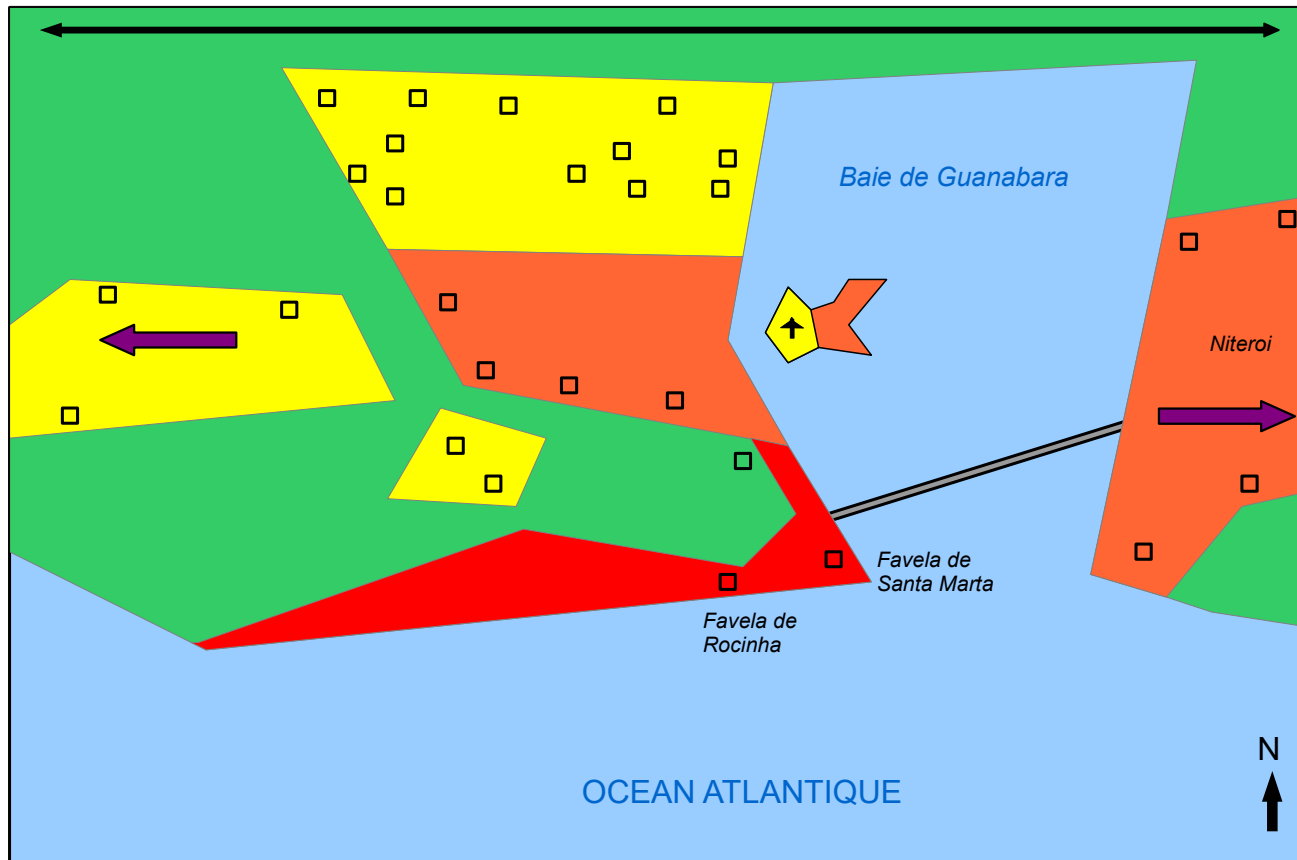 Baie de Guanabara
Niteroi
Favela de
Santa Marta
Favela de
Rocinha
N
OCEAN ATLANTIQUE